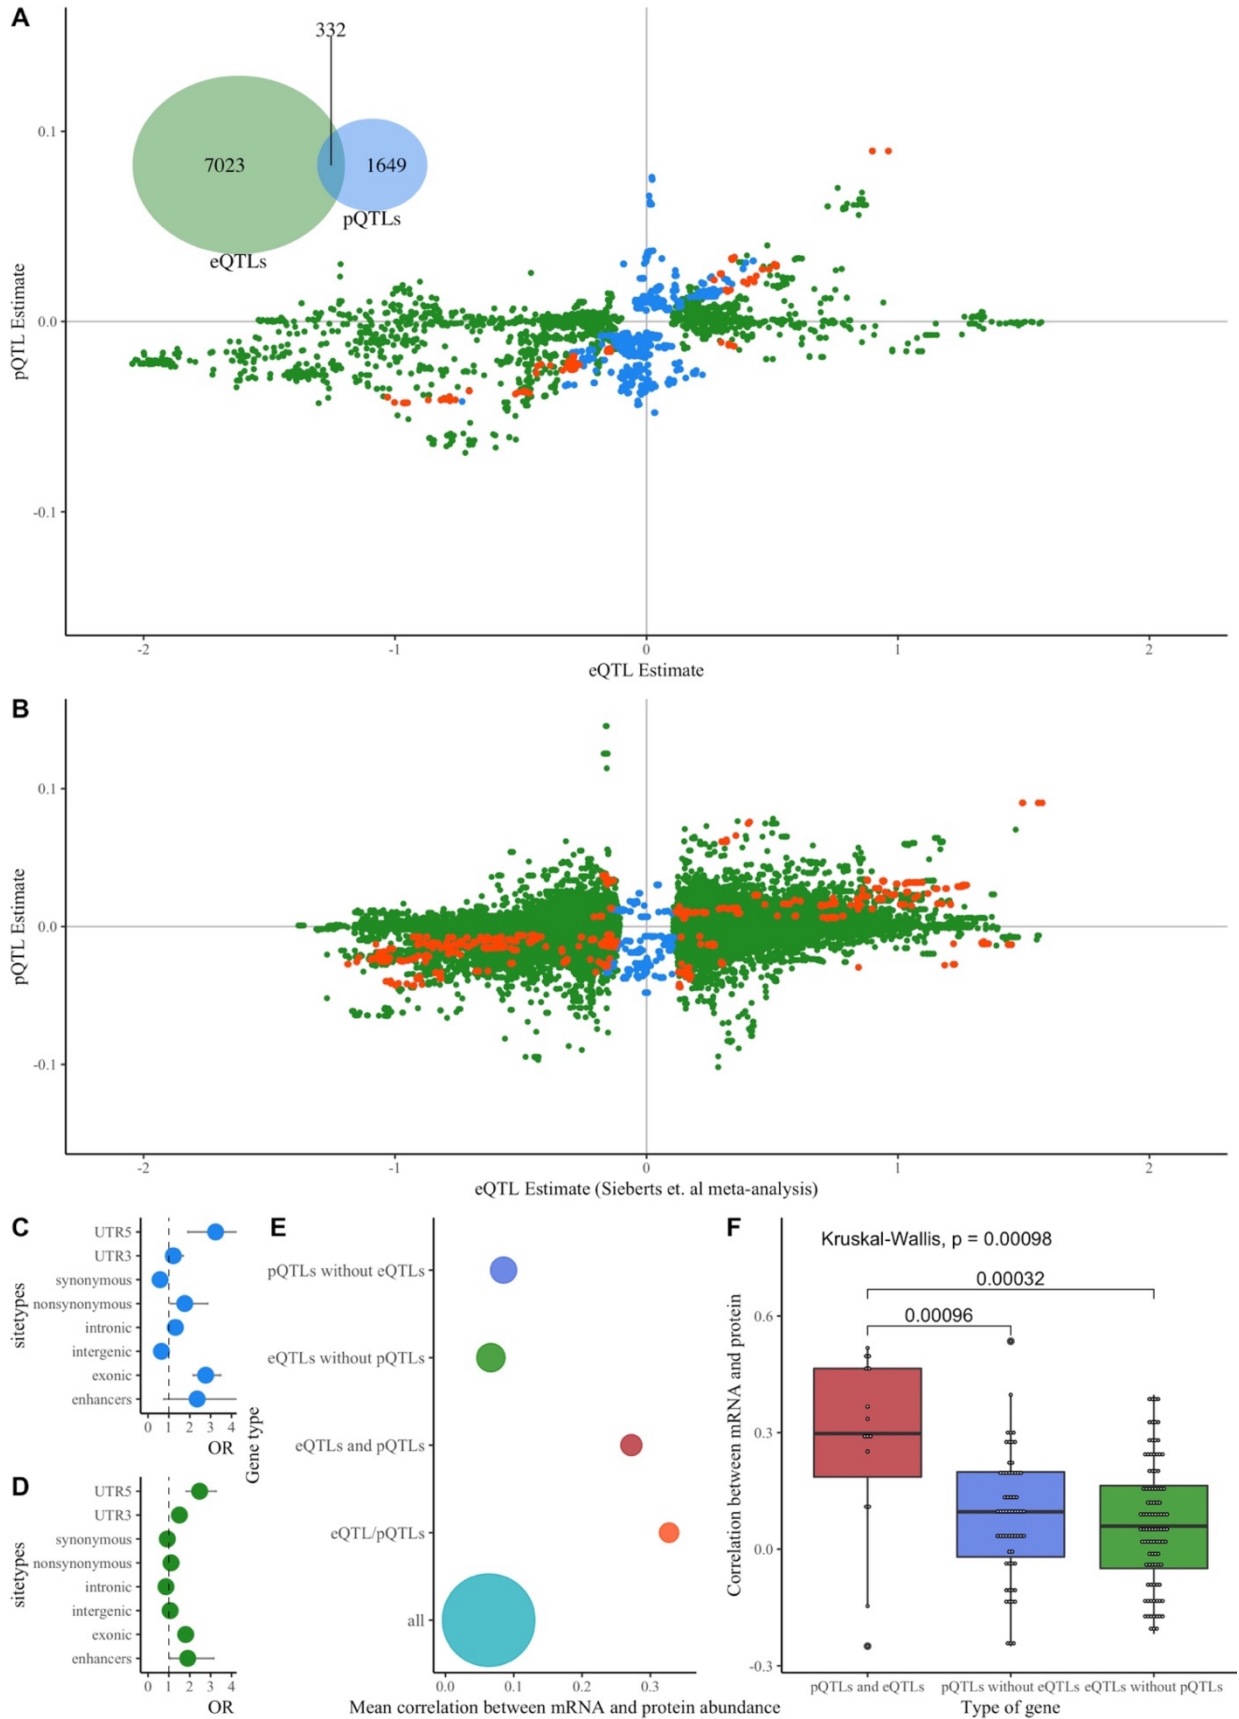 A
332
7023
1649
pQTLs
eQTLs
0.1
0.0
-0.1
pQTL Estimate
-2
-1
0
1
2
eQTL Estimate
B
0.1
0.0
-0.1
pQTL Estimate
-2
-1
0
1
2
eQTL Estimate (Sieberts et. al meta-analysis)
C
UTR5
UTR3
synonymous
nonsynonymous
intronic
intergenic
exonic
enhancers
sitetypes
0 1 2 3 4
OR
D
UTR5
UTR3
synonymous
nonsynonymous
intronic
intergenic
exonic
enhancers
sitetypes
0 1 2 3 4
OR
E
Gene type
pQTLs without eQTLs
eQTLs without pQTLs
eQTLs and pQTLs
eQTL/pQTLs
all
0.0
0.1
0.2
0.3
Mean correlation between mRNA and protein abundance
F
Kruskal-Wallis, p = 0.00098
0.00032
0.00096
0.6
0.3
0.0
-0.3
Correlation between mRNA and protein
pQTLs and eQTLs
pQTLs without eQTLs
eQTLs without pQTLs
Type of gene